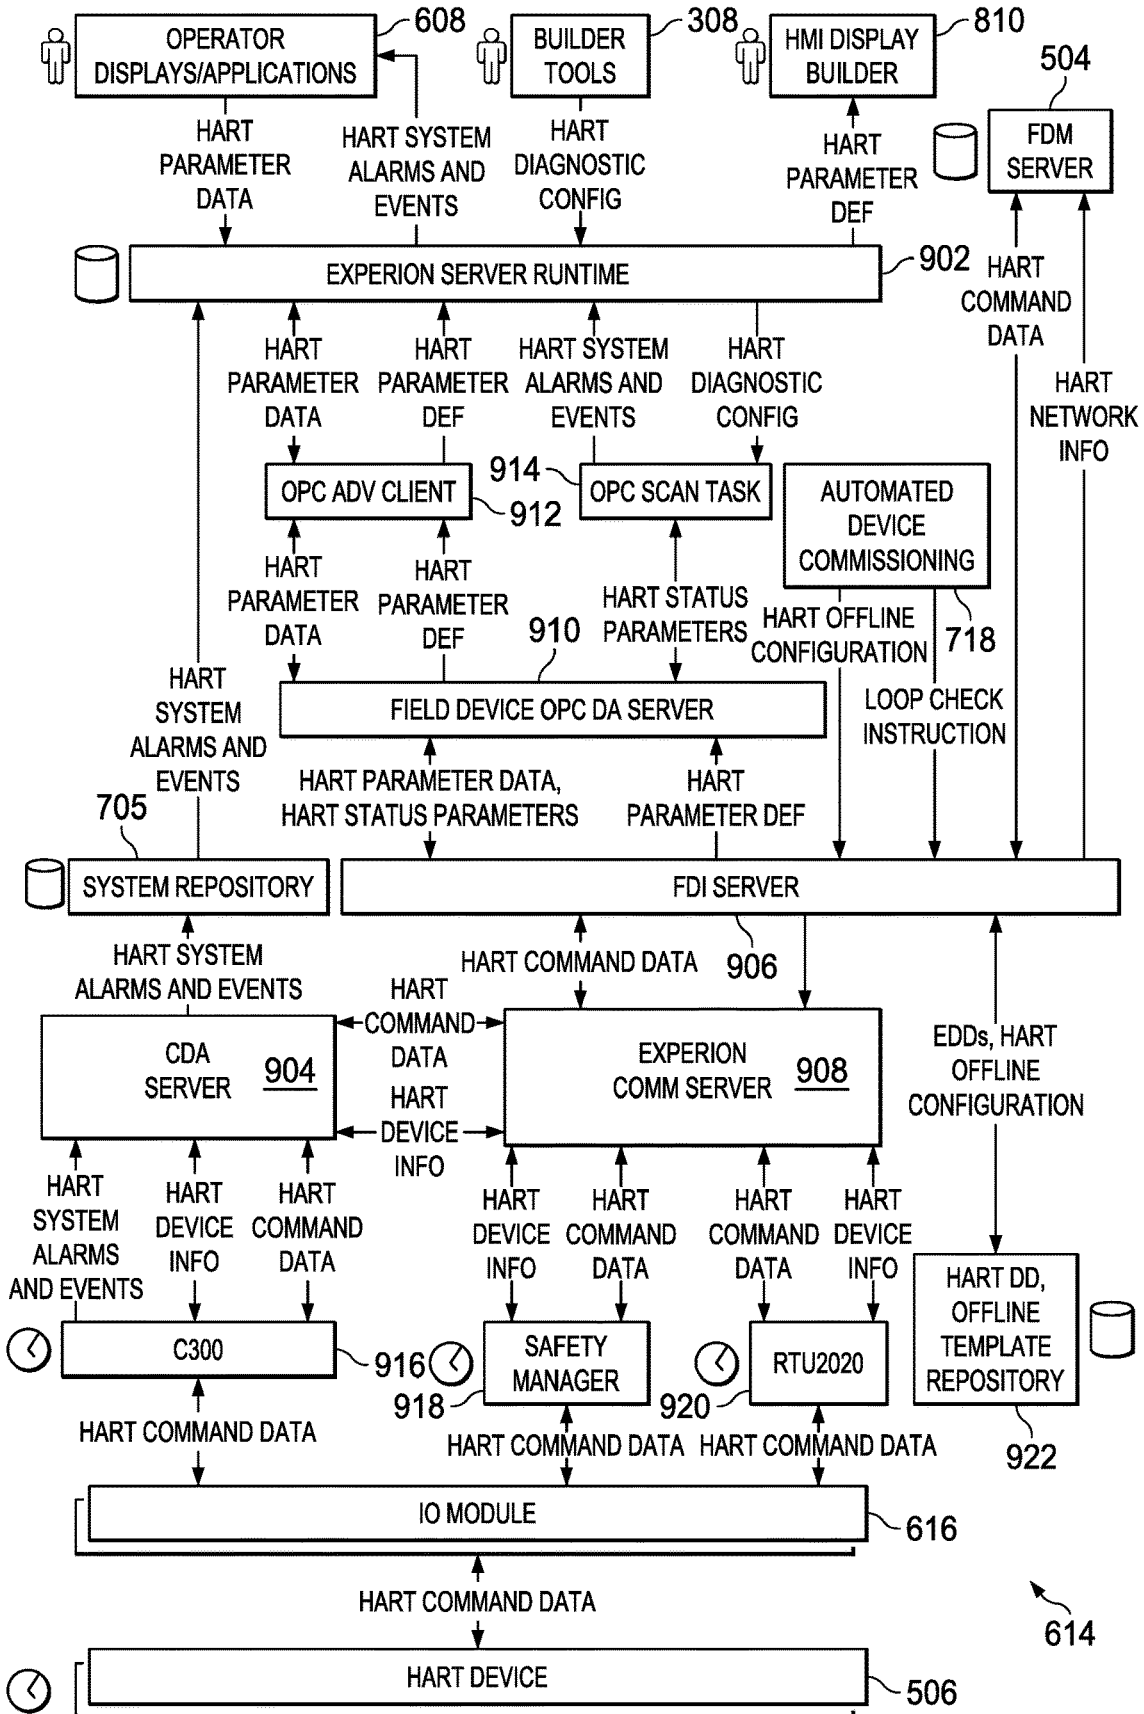 OPERATOR
DISPLAYS/APPLICATIONS
608
BUILDER
TOOLS
308
HMI DISPLAY
BUILDER
810
504
FDM
SERVER
HART
PARAMETER
DATA
HART SYSTEM
ALARMS AND
EVENTS
HART
DIAGNOSTIC
CONFIG
HART
PARAMETER
DEF
EXPERION SERVER RUNTIME
902
HART
COMMAND
DATA
HART
NETWORK
INFO
HART
PARAMETER
DATA
HART
PARAMETER
DEF
HART SYSTEM
ALARMS AND
EVENTS
HART
DIAGNOSTIC
CONFIG
OPC ADV CLIENT
912
914
OPC SCAN TASK
AUTOMATED
DEVICE
COMMISSIONING
718
HART
PARAMETER
DATA
HART
PARAMETER
DEF
HART STATUS
PARAMETERS
HART OFFLINE
CONFIGURATION
LOOP CHECK
INSTRUCTION
910
FIELD DEVICE OPC DA SERVER
HART
SYSTEM
ALARMS AND
EVENTS
HART PARAMETER DATA,
HART STATUS PARAMETERS
HART
PARAMETER DEF
705
SYSTEM REPOSITORY
FDI SERVER
906
HART SYSTEM
ALARMS AND EVENTS
HART COMMAND DATA
CDA
SERVER
904
HART
COMMAND
DATA
HART
DEVICE
INFO
EXPERION
COMM SERVER
908
EDDs, HART
OFFLINE
CONFIGURATION
HART
SYSTEM
ALARMS
AND EVENTS
HART
DEVICE
INFO
HART
COMMAND
DATA
HART
DEVICE
INFO
HART
COMMAND
DATA
HART
COMMAND
DATA
HART
DEVICE
INFO
C300
916
SAFETY
MANAGER
918
RTU2020
920
HART DD,
OFFLINE
TEMPLATE
REPOSITORY
922
HART COMMAND DATA
HART COMMAND DATA
HART COMMAND DATA
IO MODULE
616
HART COMMAND DATA
614
HART DEVICE
506